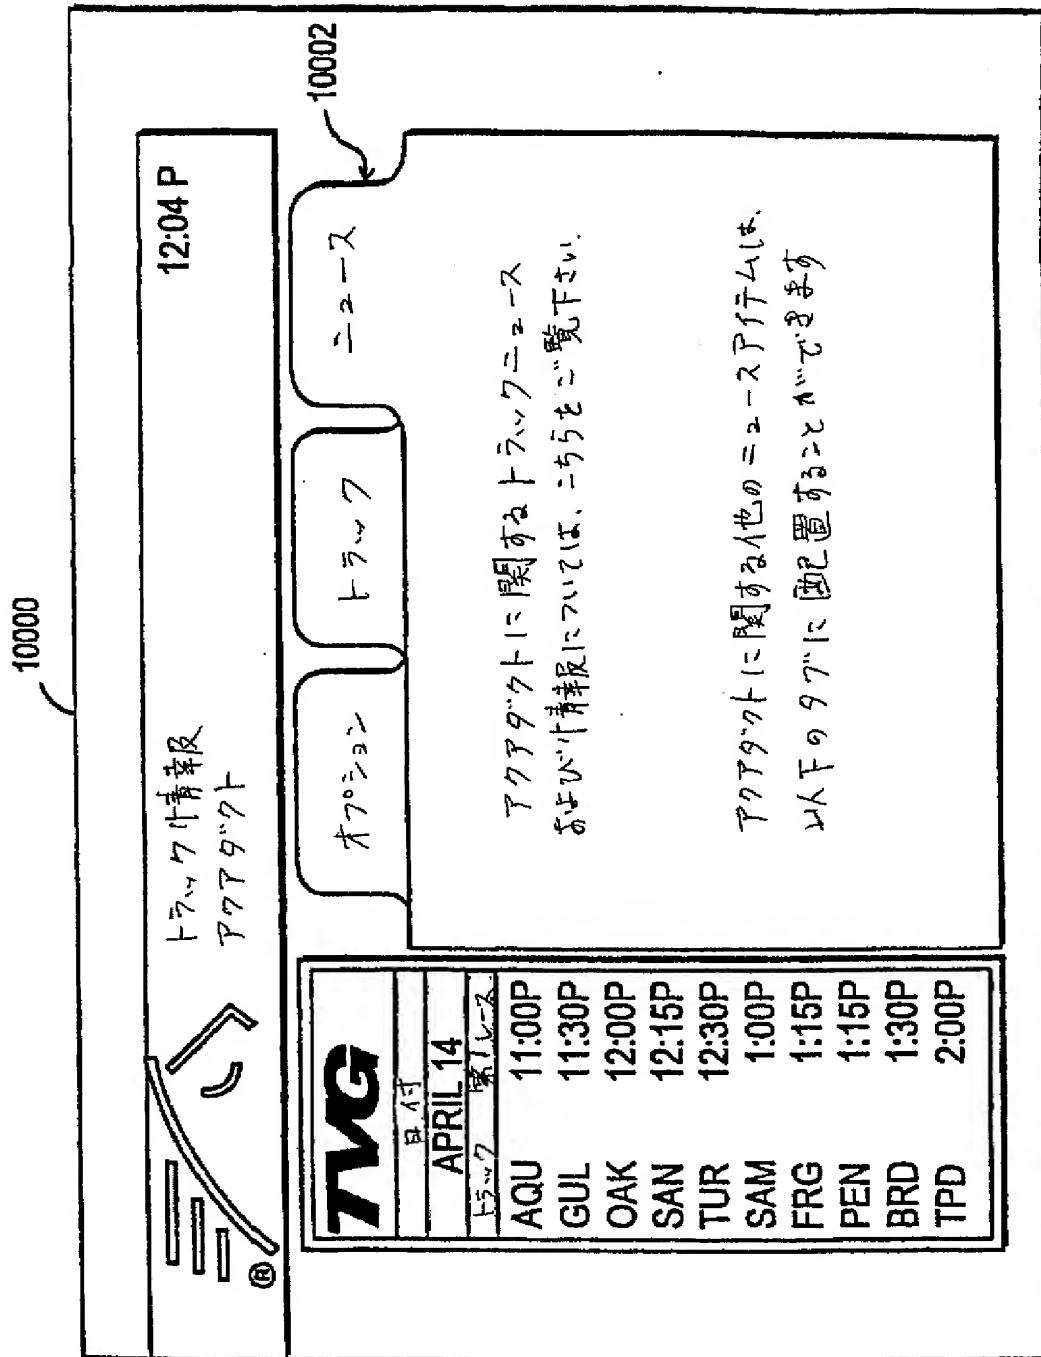 10000
トラック情報
アクアダクト
12:04 P
®
10002
オプション
トラック
ニュース
TVG
日付
APRIL 14
トラック 第1レース
AQU 11:00P
GUL 11:30P
OAK 12:00P
SAN 12:15P
TUR 12:30P
SAM 1:00P
FRG 1:15P
PEN 1:15P
BRD 1:30P
TPD 2:00P
アクアダクトに関するトラックニュース
および情報については、こちらをご覧下さい.
アクアダクトに関する他のニュースアイテムは、
以下のタブに配置することができます